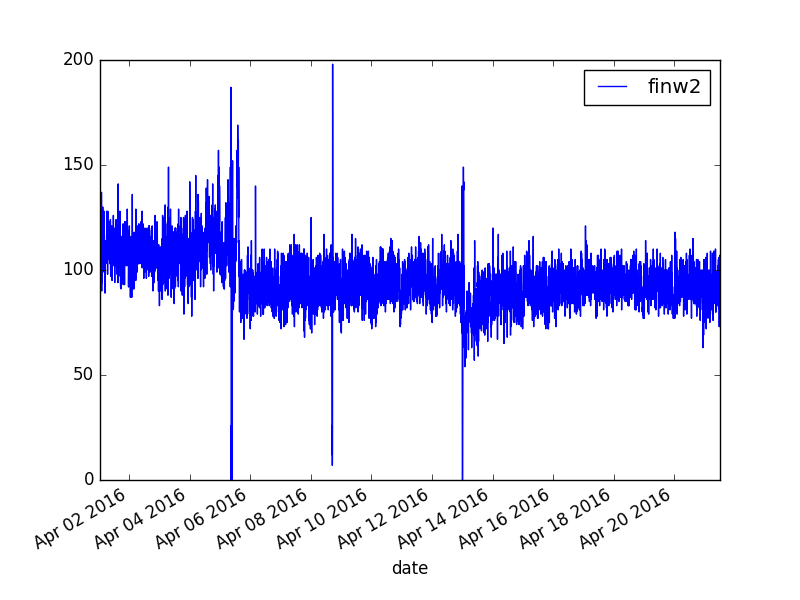 200
finw2
150
100
50
0
Apr 02 2016
Apr 04 2016
Apr 06 2016
Apr 08 2016
Apr 10 2016
Apr 12 2016
Apr 14 2016
Apr 16 2016
Apr 18 2016
Apr 20 2016
date